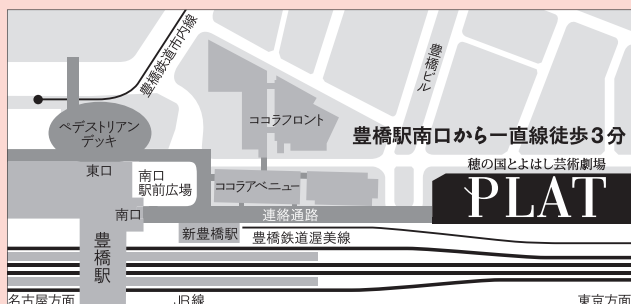 豊橋鉄道市内線
豊橋ビル
ペデストリアン
デッキ
ココラフロント
豊橋駅南口から一直線徒歩3分
穂の国とよはし芸術劇場
PLAT
東口
南口
駅前広場
ココラアベニュー
南口
連絡通路
新豊橋駅
豊橋鉄道渥美線
豊橋駅
名古屋方面
JR線
東京方面